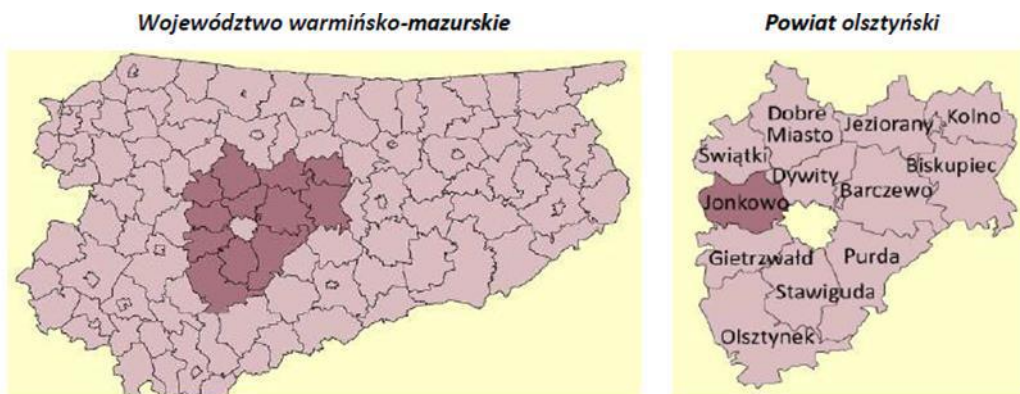 Województwo warmińsko-mazurskie
Powiat olsztyński
Dobre
Miasto
Jeziorany
Kolno
Świątki
Dywity
Biskupiec
Barczewo
Jonkowo
Gietrzwałd
Purda
Stawiguda
Olsztynek